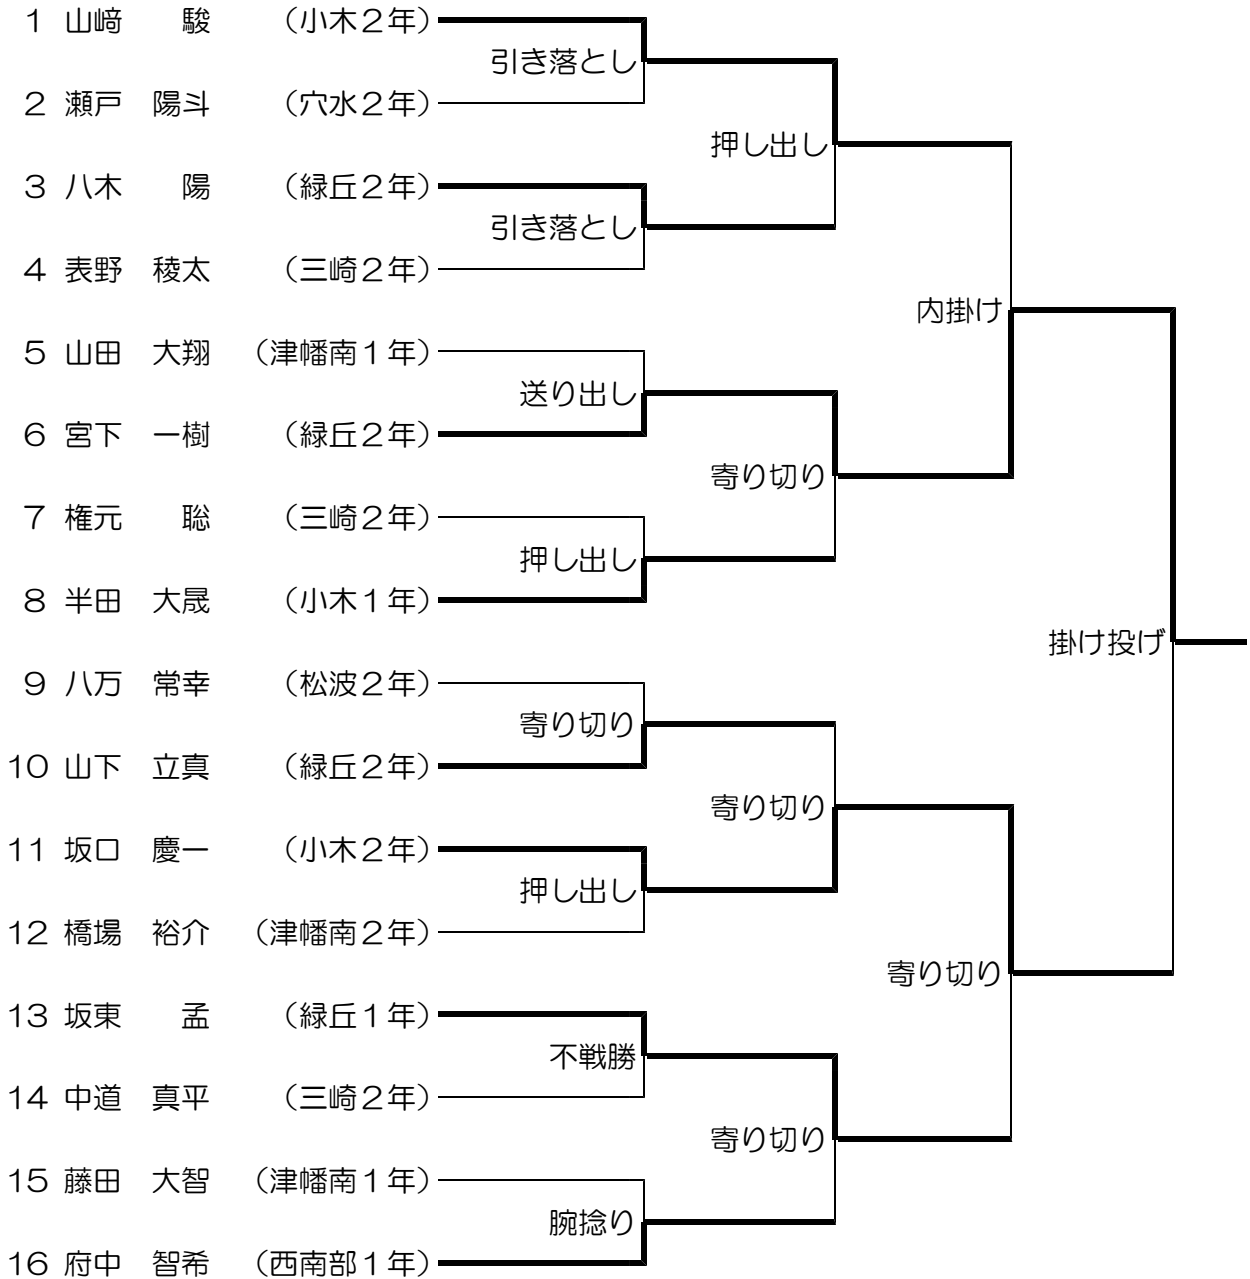 1 山﨑　　駿　　（小木２年）
引き落とし
2 瀬戸　陽斗　　（穴水２年）
押し出し
3 八木　　陽　　（緑丘２年）
引き落とし
4 表野　稜太　　（三崎２年）
内掛け
5 山田　大翔　（津幡南１年）
送り出し
6 宮下　一樹　　（緑丘２年）
寄り切り
7 権元　　聡　　（三崎２年）
押し出し
8 半田　大晟　　（小木１年）
掛け投げ
9 八万　常幸　　（松波２年）
寄り切り
10 山下　立真　　（緑丘２年）
寄り切り
11 坂口　慶一　　（小木２年）
押し出し
12 橋場　裕介　（津幡南２年）
寄り切り
13 坂東　　孟　　（緑丘１年）
不戦勝
14 中道　真平　　（三崎２年）
寄り切り
15 藤田　大智　（津幡南１年）
腕捻り
16 府中　智希　（西南部１年）